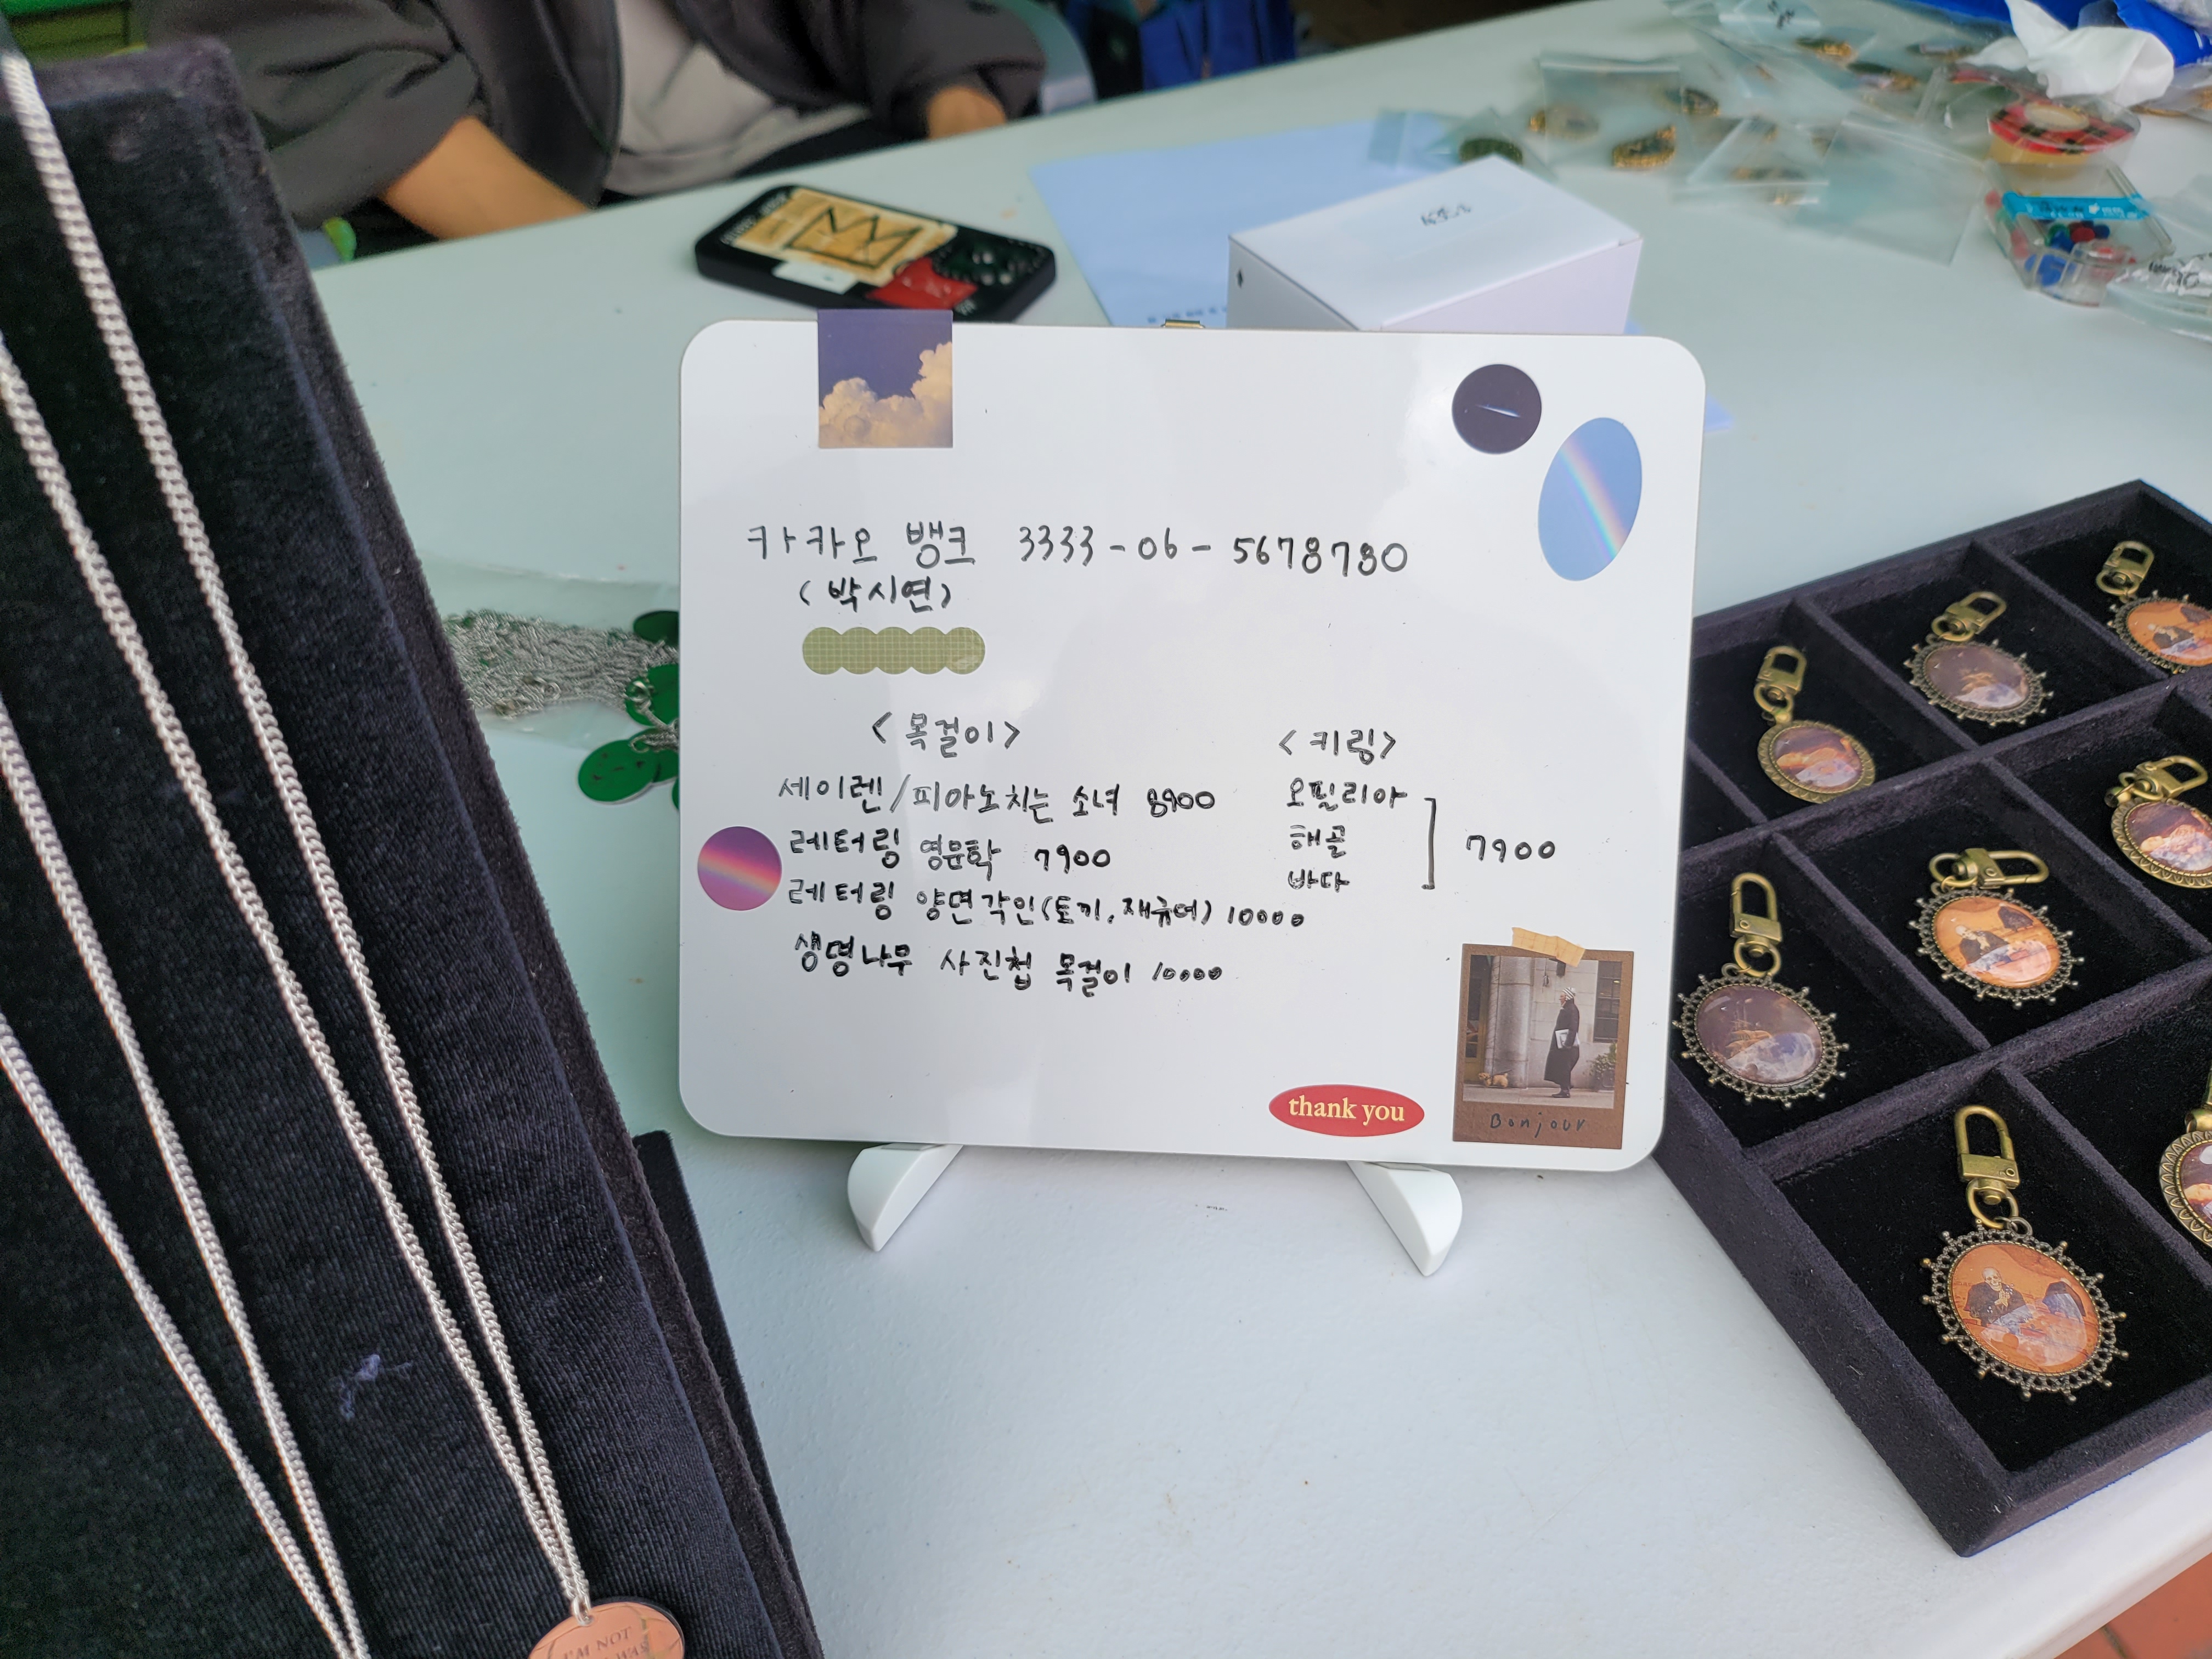 카카오 뱅크 3333-06-5678780
(박시연)
<목걸이>
세이렌/피아노치는 소녀 8900
레터링 영문학 7900
레터링 양면각인(토끼, 재규어) 10000
생명나무 사진첩 목걸이 10000
<키링>
오필리아
해골
바다
7900
thank you
Bonjour
I'M NOT
WAS